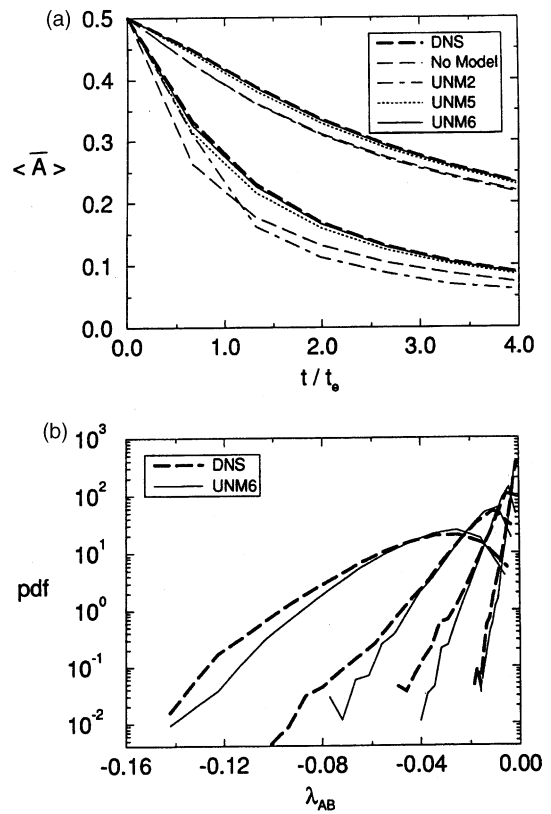 (a)
0.5
0.4
0.3
0.2
0.1
0.0
< A̅ >
DNS
No Model
UNM2
UNM5
UNM6
0.0 1.0 2.0 3.0 4.0
t / tₑ
(b)
10³
10²
10¹
10⁰
10⁻¹
10⁻²
pdf
DNS
UNM6
-0.16 -0.12 -0.08 -0.04 0.00
λ_AB